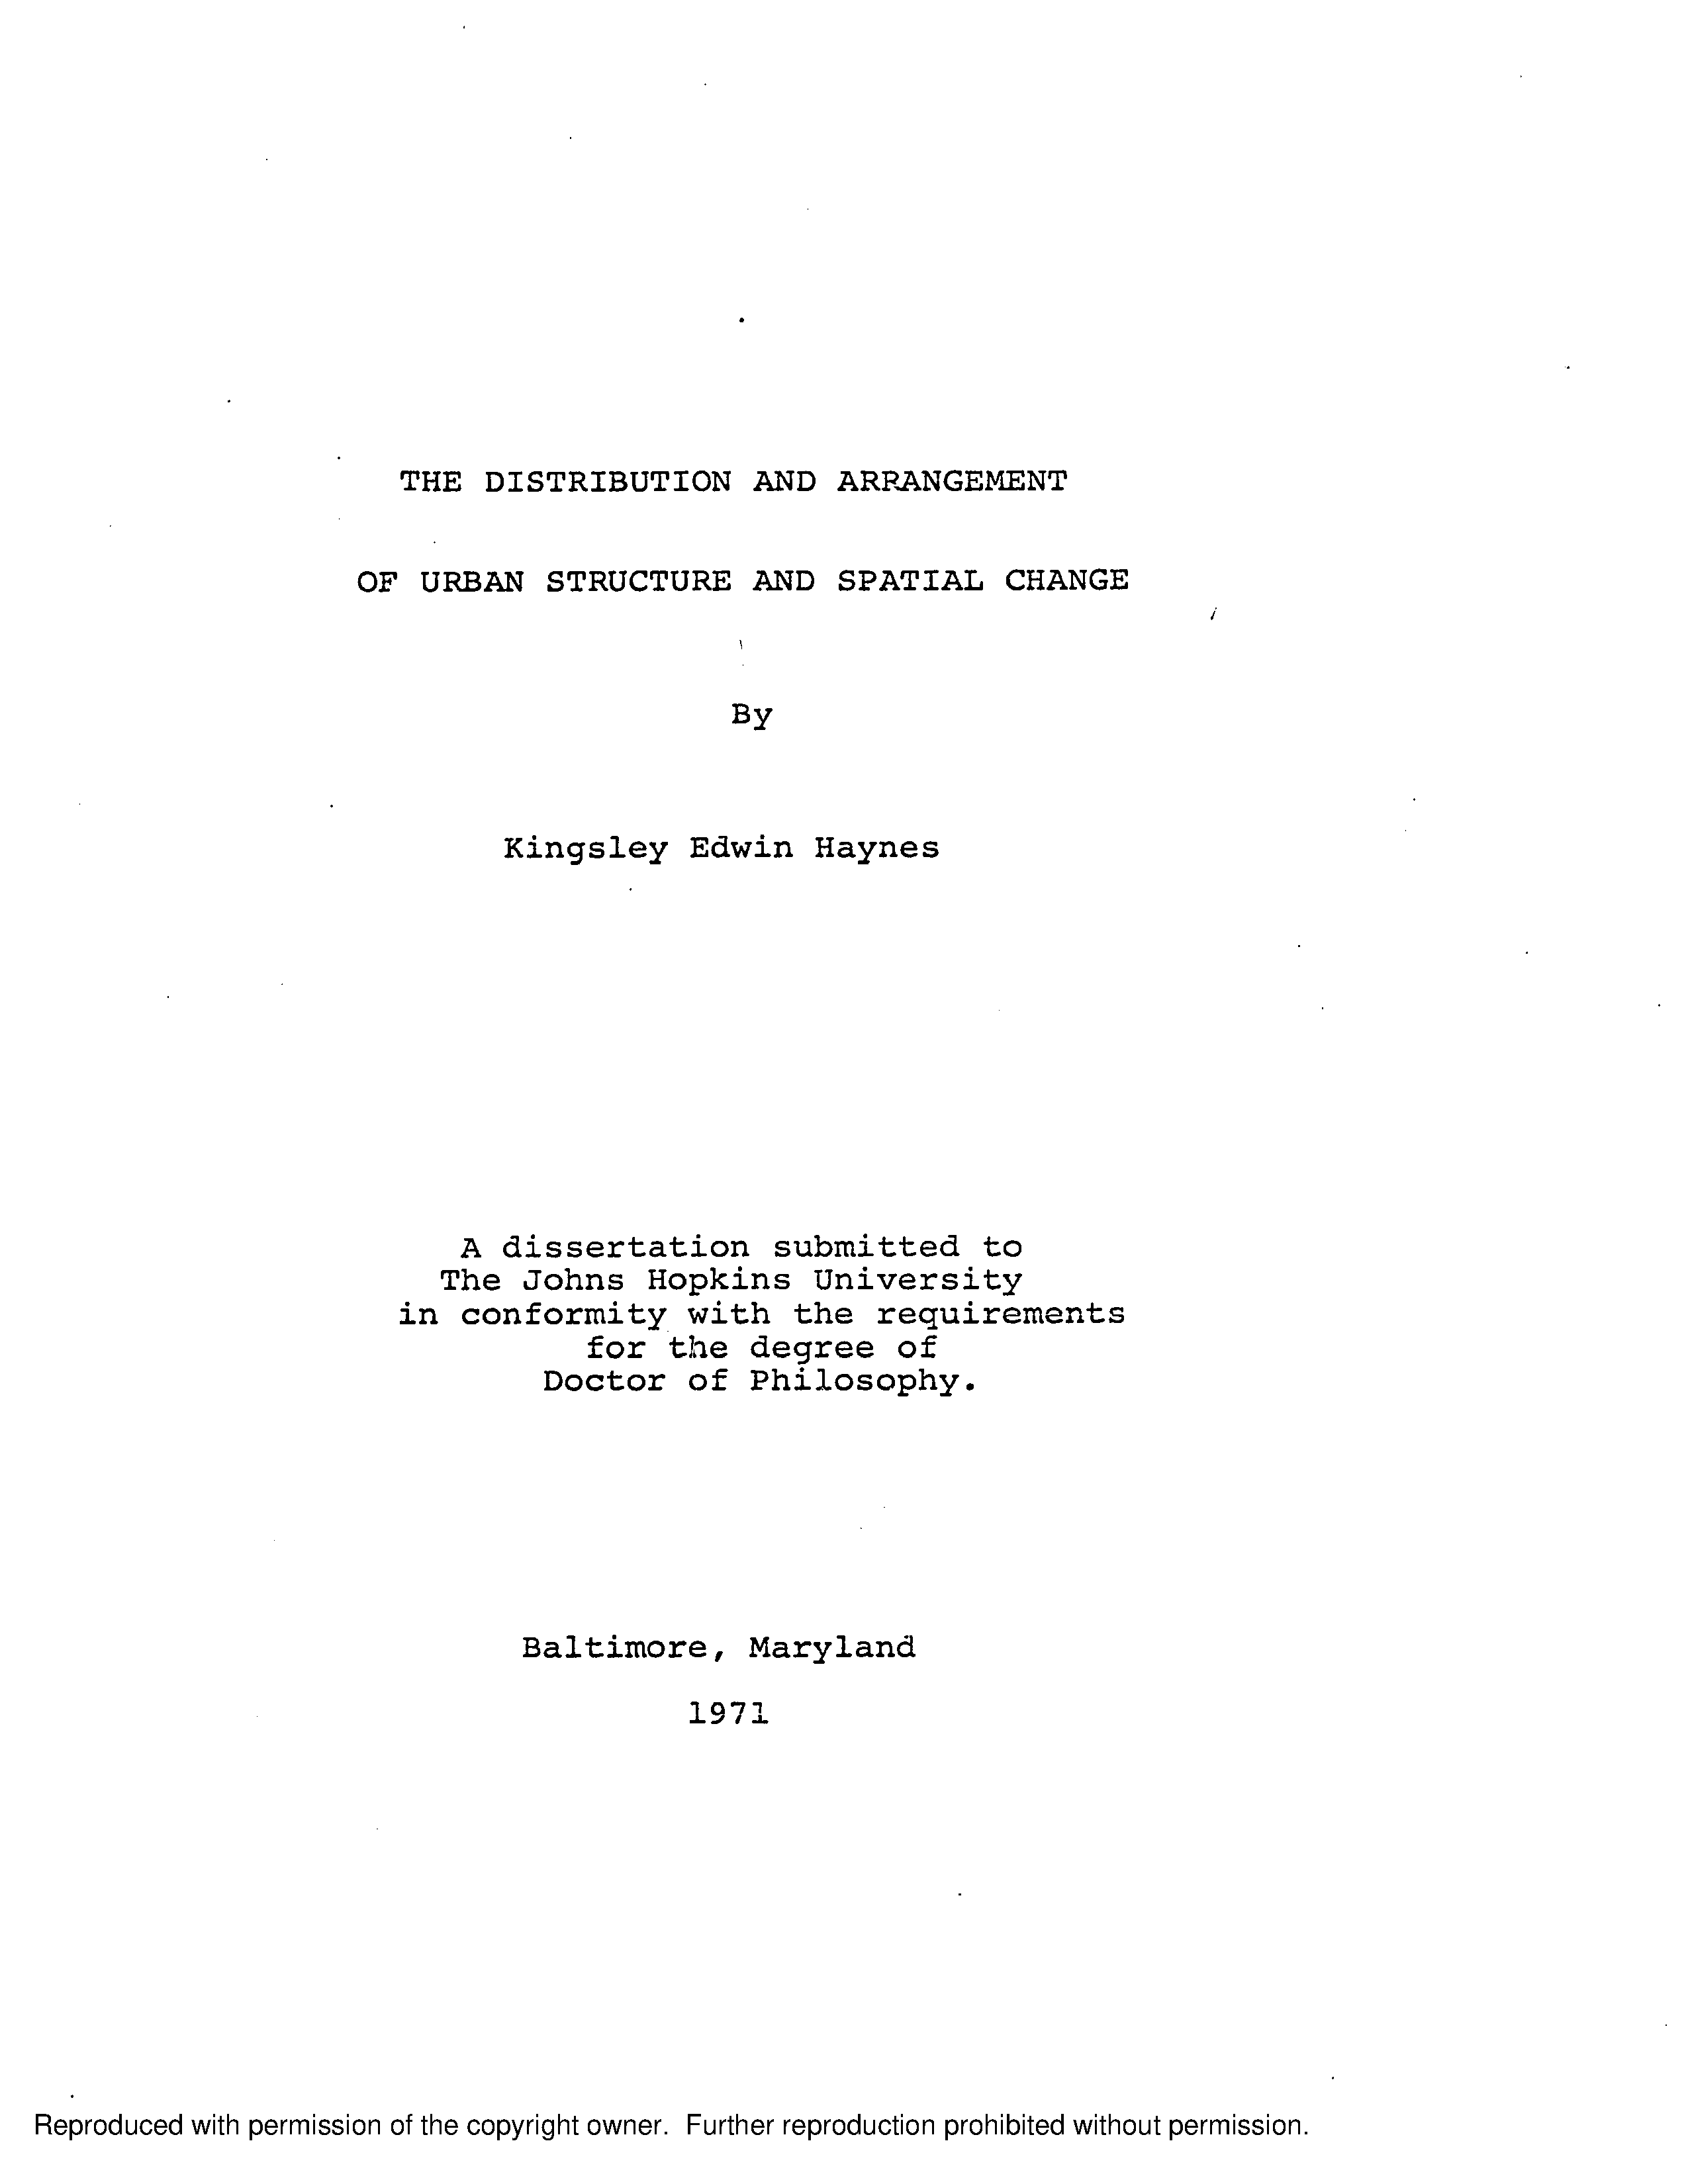 THE DISTRIBUTION AND ARRANGEMENT
OF URBAN STRUCTURE AND SPATIAL CHANGE
By
Kingsley Edwin Haynes
A dissertation submitted to
The Johns Hopkins University
in conformity with the requirements
for the degree of
Doctor of Philosophy.
Baltimore, Maryland
1971
Reproduced with permission of the copyright owner. Further reproduction prohibited without permission.